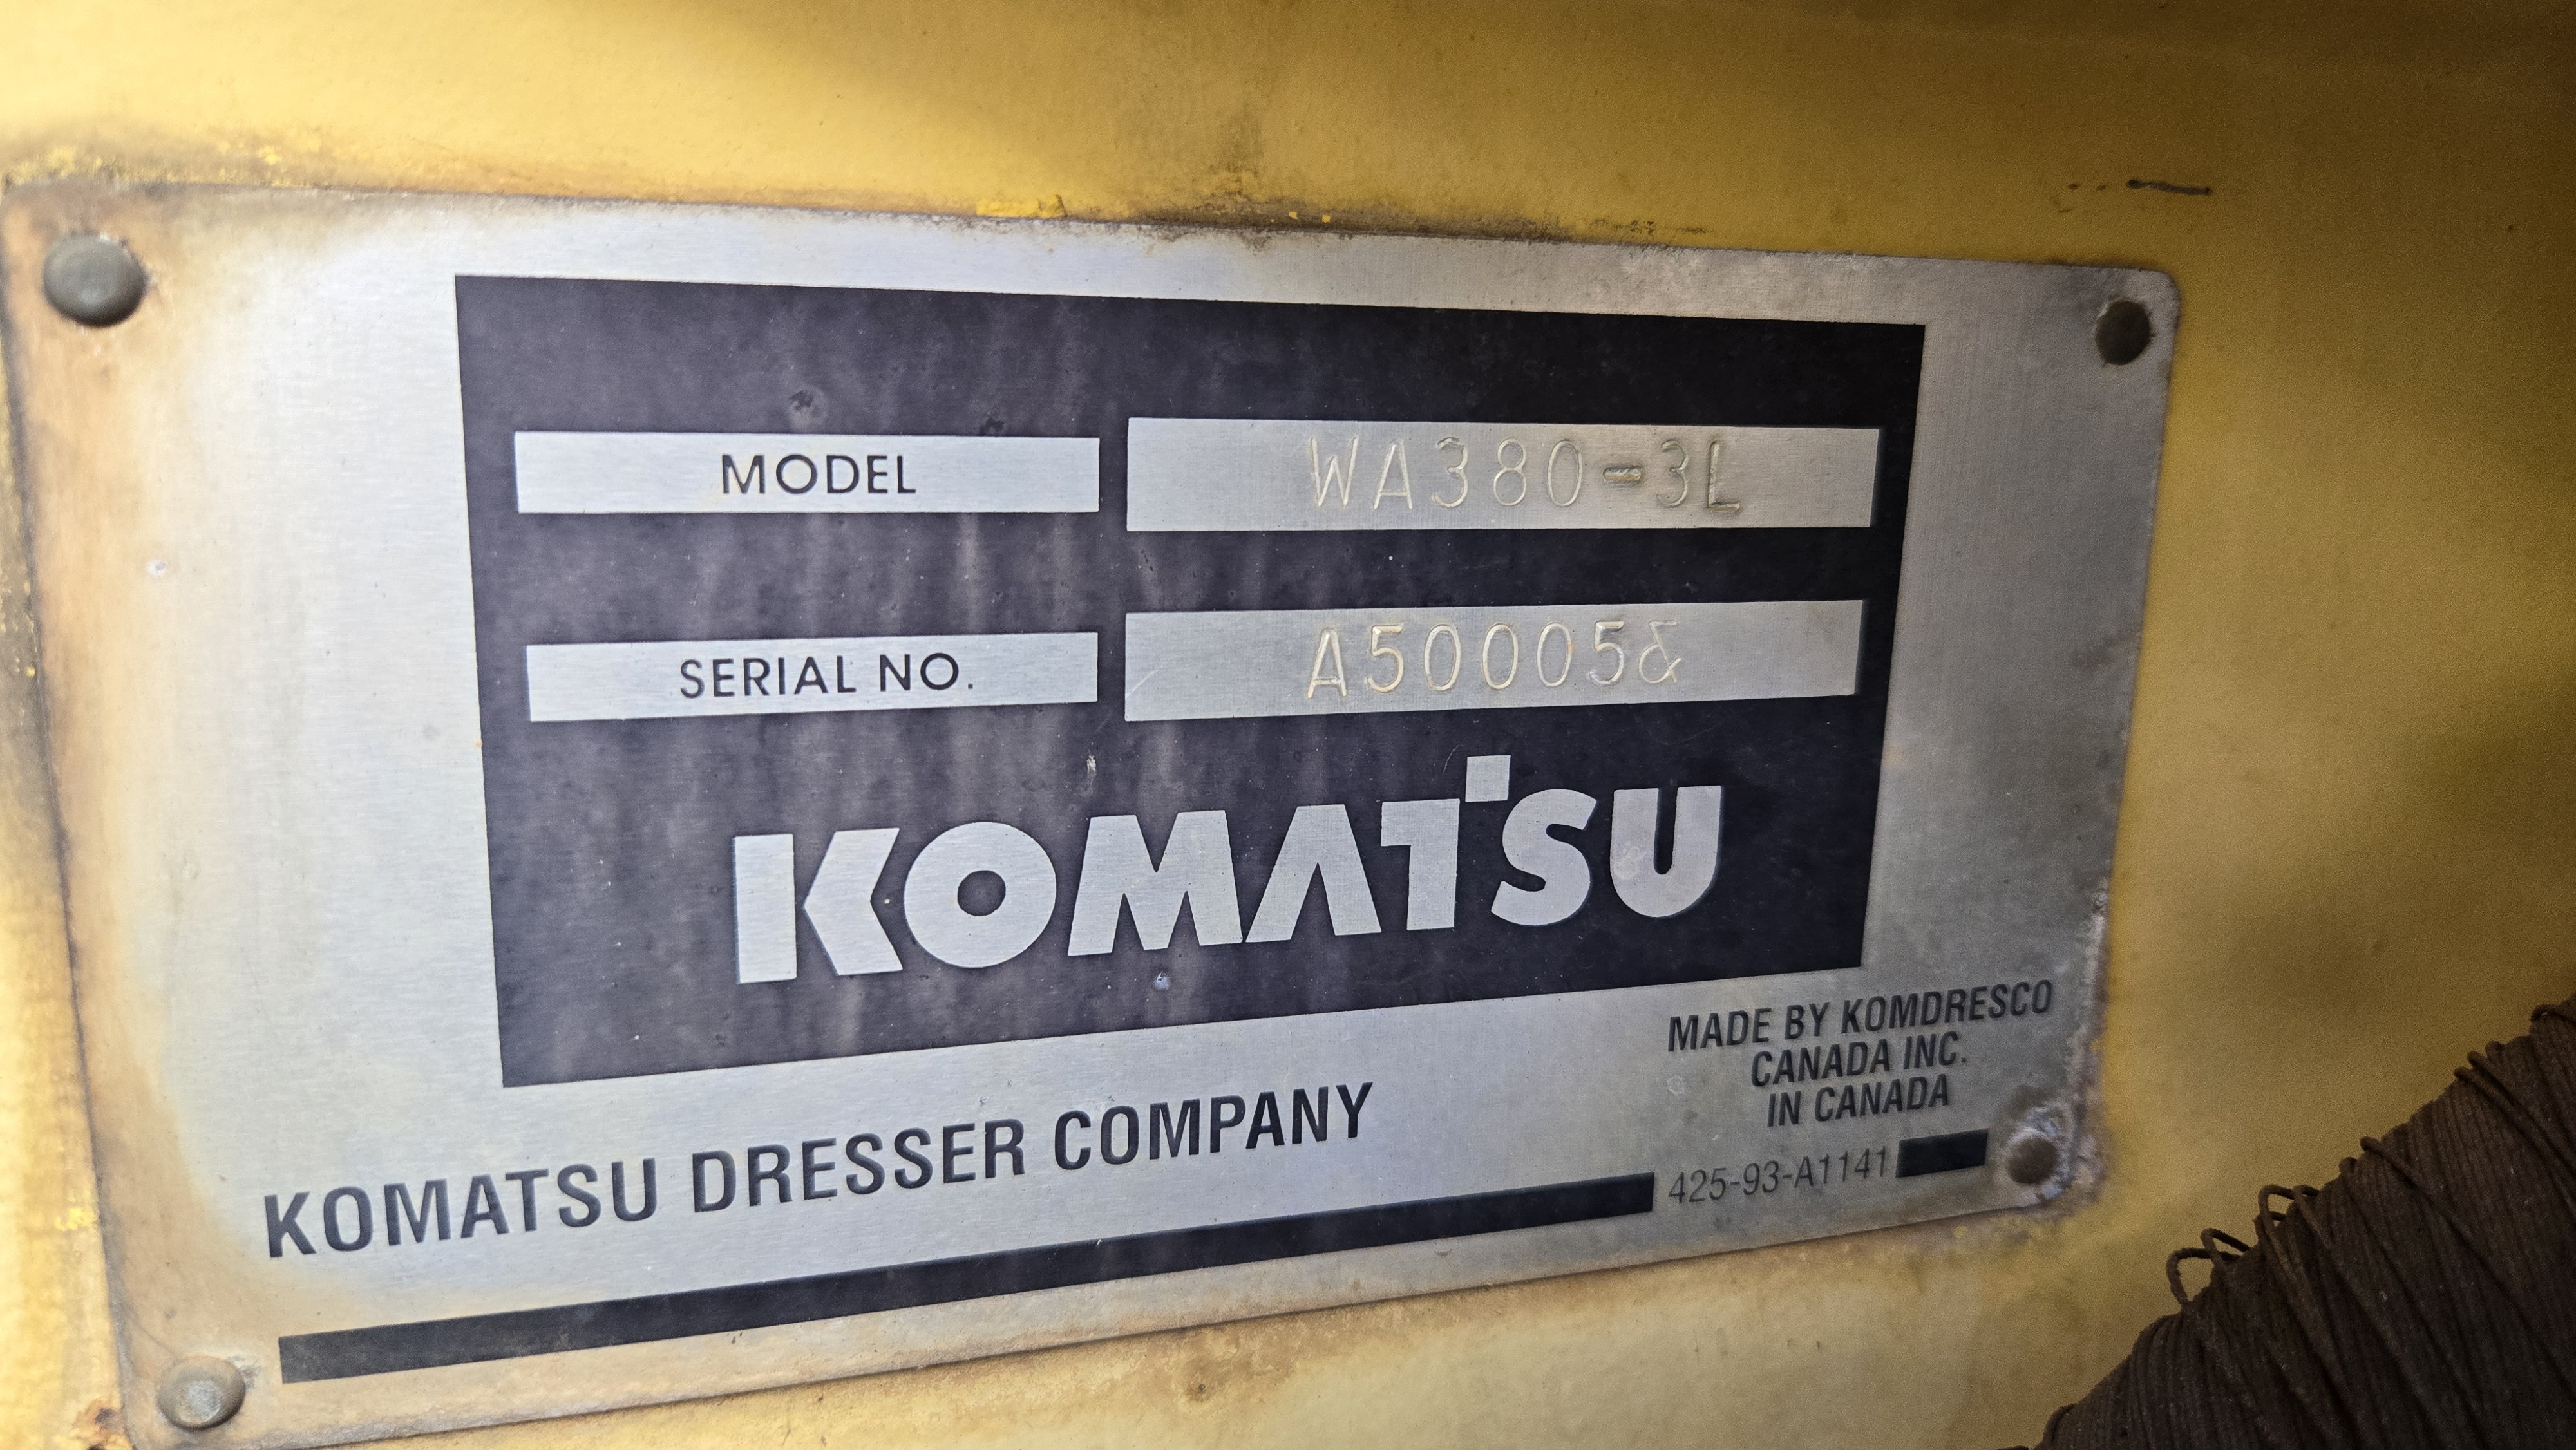 MODEL WA380-3L
SERIAL NO. A50005&
KOMATSU
MADE BY KOMDRESCO
CANADA INC.
IN CANADA
KOMATSU DRESSER COMPANY
425-93-A1141